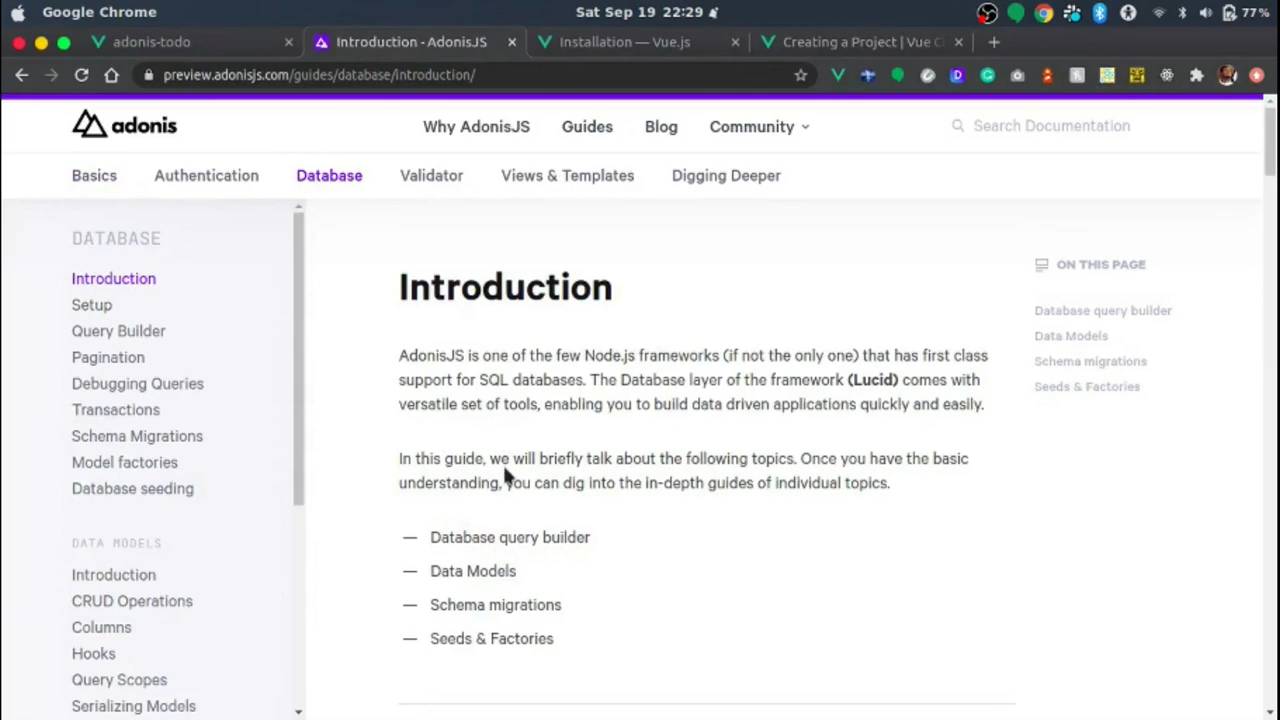 Google Chrome
Sat Sep 19 22:29
77%
adonis-todo
Introduction - AdonisJS
Installation — Vue.js
Creating a Project | Vue C
preview.adonisjs.com/guides/database/introduction/
adonis
Why AdonisJS
Guides
Blog
Community
Search Documentation
Basics
Authentication
Database
Validator
Views & Templates
Digging Deeper
DATABASE
Introduction
Setup
Query Builder
Pagination
Debugging Queries
Transactions
Schema Migrations
Model factories
Database seeding
DATA MODELS
Introduction
CRUD Operations
Columns
Hooks
Query Scopes
Serializing Models
Introduction
AdonisJS is one of the few Node.js frameworks (if not the only one) that has first class
support for SQL databases. The Database layer of the framework (Lucid) comes with
versatile set of tools, enabling you to build data driven applications quickly and easily.
In this guide, we will briefly talk about the following topics. Once you have the basic
understanding, you can dig into the in-depth guides of individual topics.
— Database query builder
— Data Models
— Schema migrations
— Seeds & Factories
ON THIS PAGE
Database query builder
Data Models
Schema migrations
Seeds & Factories